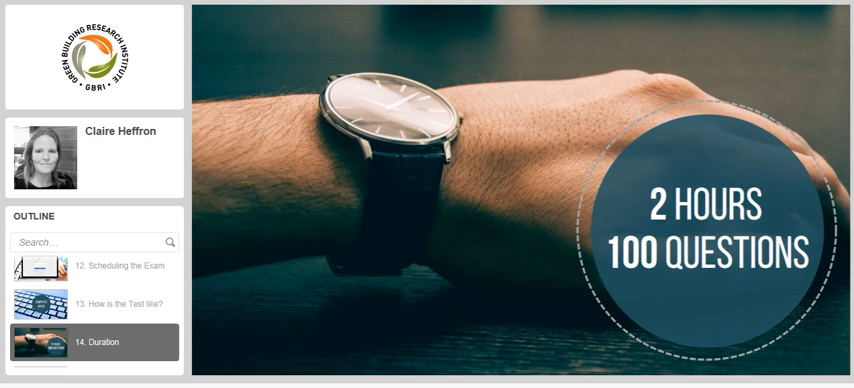 GREEN BUILDING RESEARCH INSTITUTE
• GBRI •
Claire Heffron
OUTLINE
Search...
12. Scheduling the Exam
13. How is the Test like?
14. Duration
2 HOURS
100 QUESTIONS